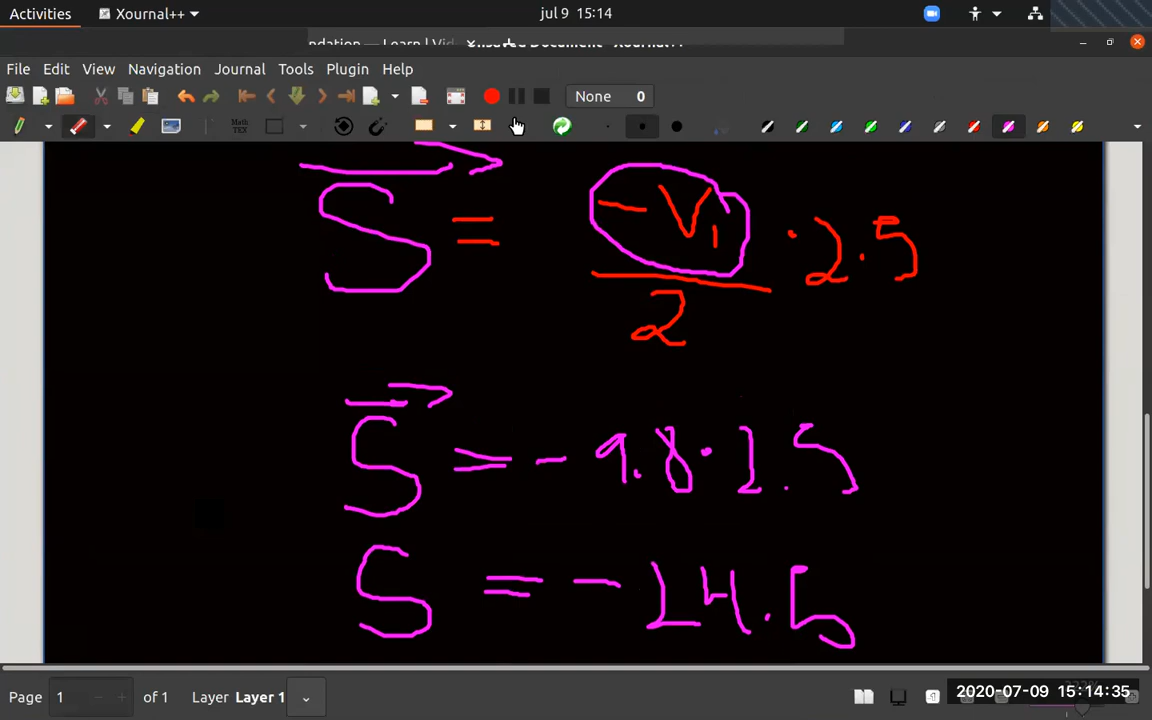 Activities Xournal++ jul 9 15:14
File Edit View Navigation Journal Tools Plugin Help
None 0
S = -V₁ / 2 · 2.5
S = - 9.8 · 2.5
S = - 24.5
Page 1 of 1 Layer Layer 1 2020-07-09 15:14:35